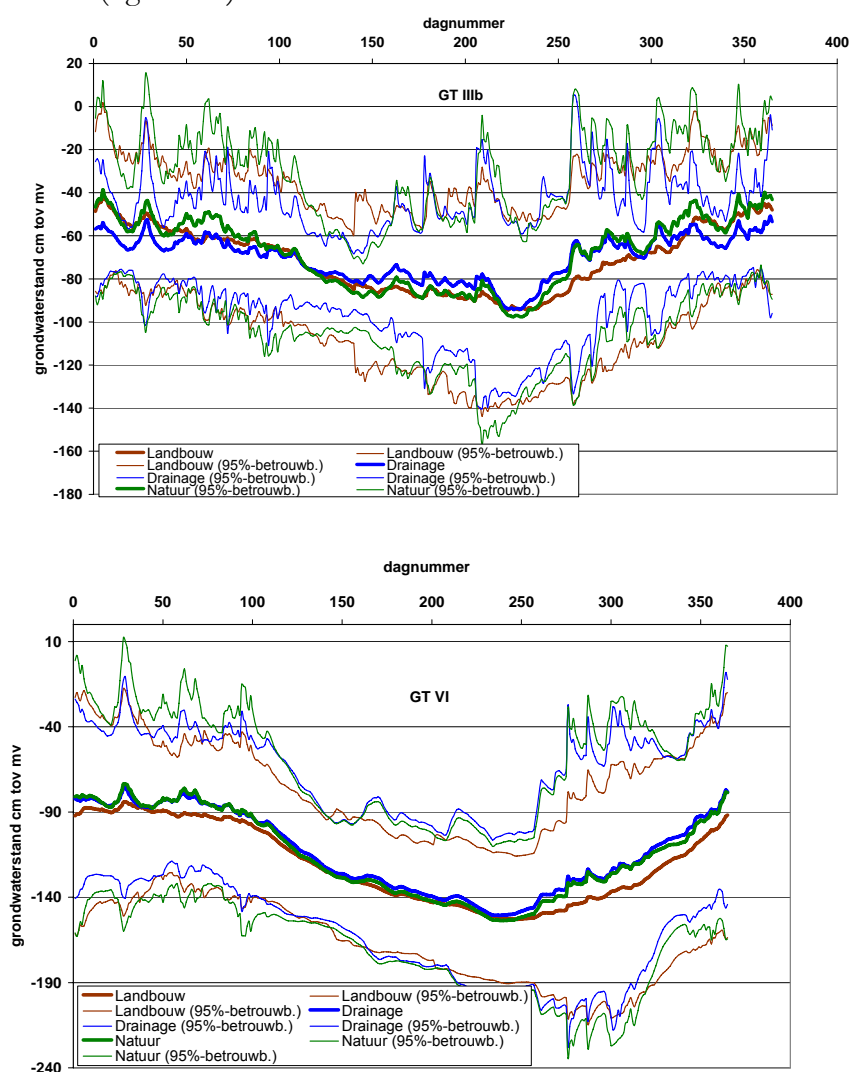 dagnummer
0 50 100 150 200 250 300 350 400
20
0
-20
-40
-60
-80
-100
-120
-140
-160
-180
grondwaterstand cm tov mv
GT IIIb
Landbouw Landbouw (95%-betrouwb.)
Landbouw (95%-betrouwb.) Drainage
Drainage (95%-betrouwb.) Drainage (95%-betrouwb.)
Natuur (95%-betrouwb.) Natuur (95%-betrouwb.)
dagnummer
0 50 100 150 200 250 300 350 400
10
-40
-90
-140
-190
-240
grondwaterstand cm tov mv
GT VI
Landbouw Landbouw (95%-betrouwb.)
Landbouw (95%-betrouwb.) Drainage
Drainage (95%-betrouwb.) Drainage (95%-betrouwb.)
Natuur Natuur (95%-betrouwb.)
Natuur (95%-betrouwb.)